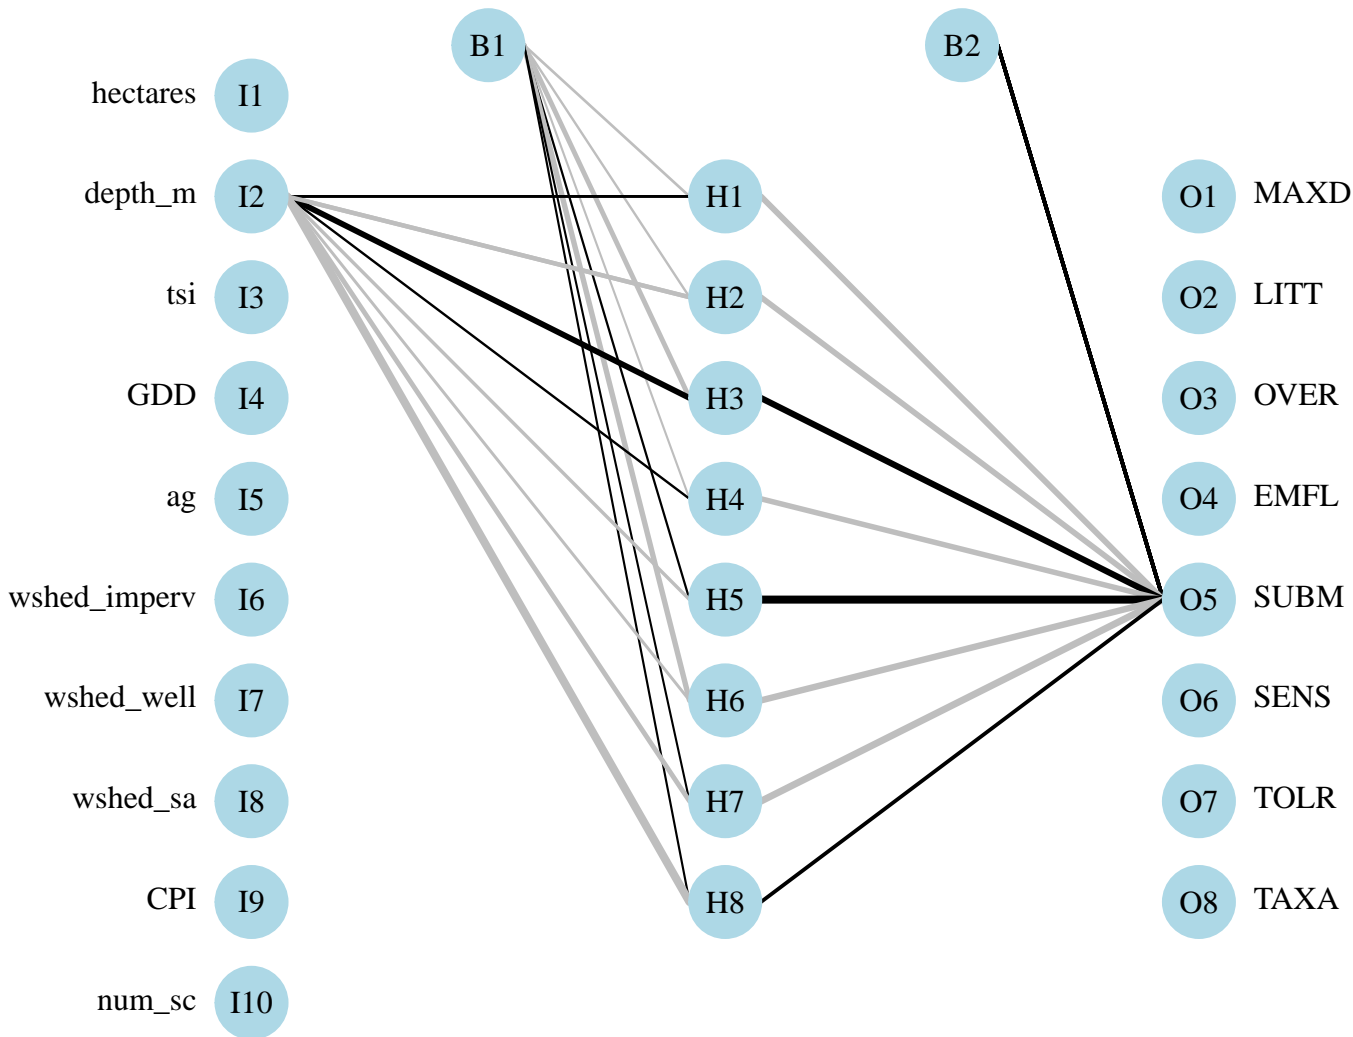 B1 B2
hectares I1
depth_m I2 H1 O1 MAXD
tsi I3 H2 O2 LITT
GDD I4 H3 O3 OVER
ag I5 H4 O4 EMFL
wshed_imperv I6 H5 O5 SUBM
wshed_well I7 H6 O6 SENS
wshed_sa I8 H7 O7 TOLR
CPI I9 H8 O8 TAXA
num_sc I10